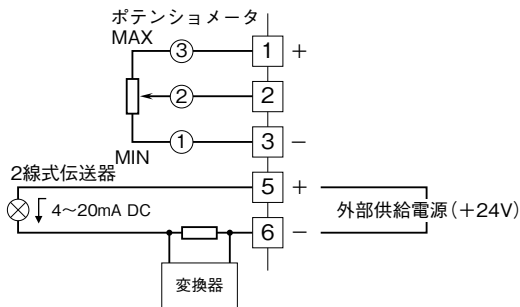 ポテンショメータ
MAX ③ 1 +
② 2
① 3 −
MIN
2線式伝送器 5 +
4〜20mA DC
外部供給電源(+24V)
6 −
変換器